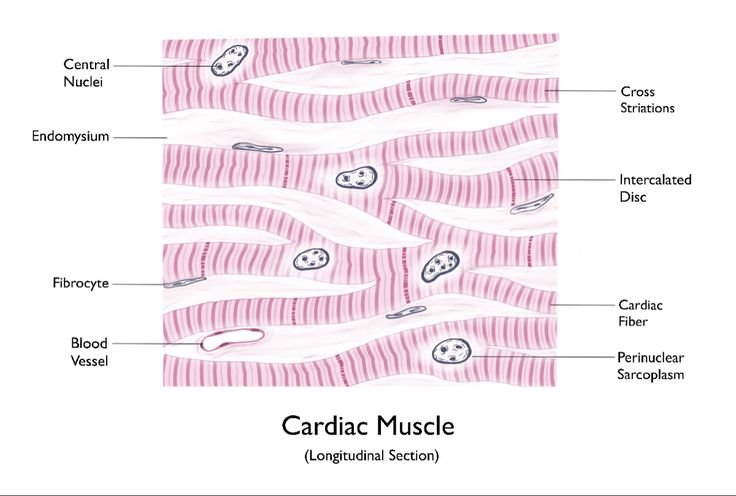 Central
Nuclei
Endomysium
Fibrocyte
Blood
Vessel
Cross
Striations
Intercalated
Disc
Cardiac
Fiber
Perinuclear
Sarcoplasm
Cardiac Muscle
(Longitudinal Section)